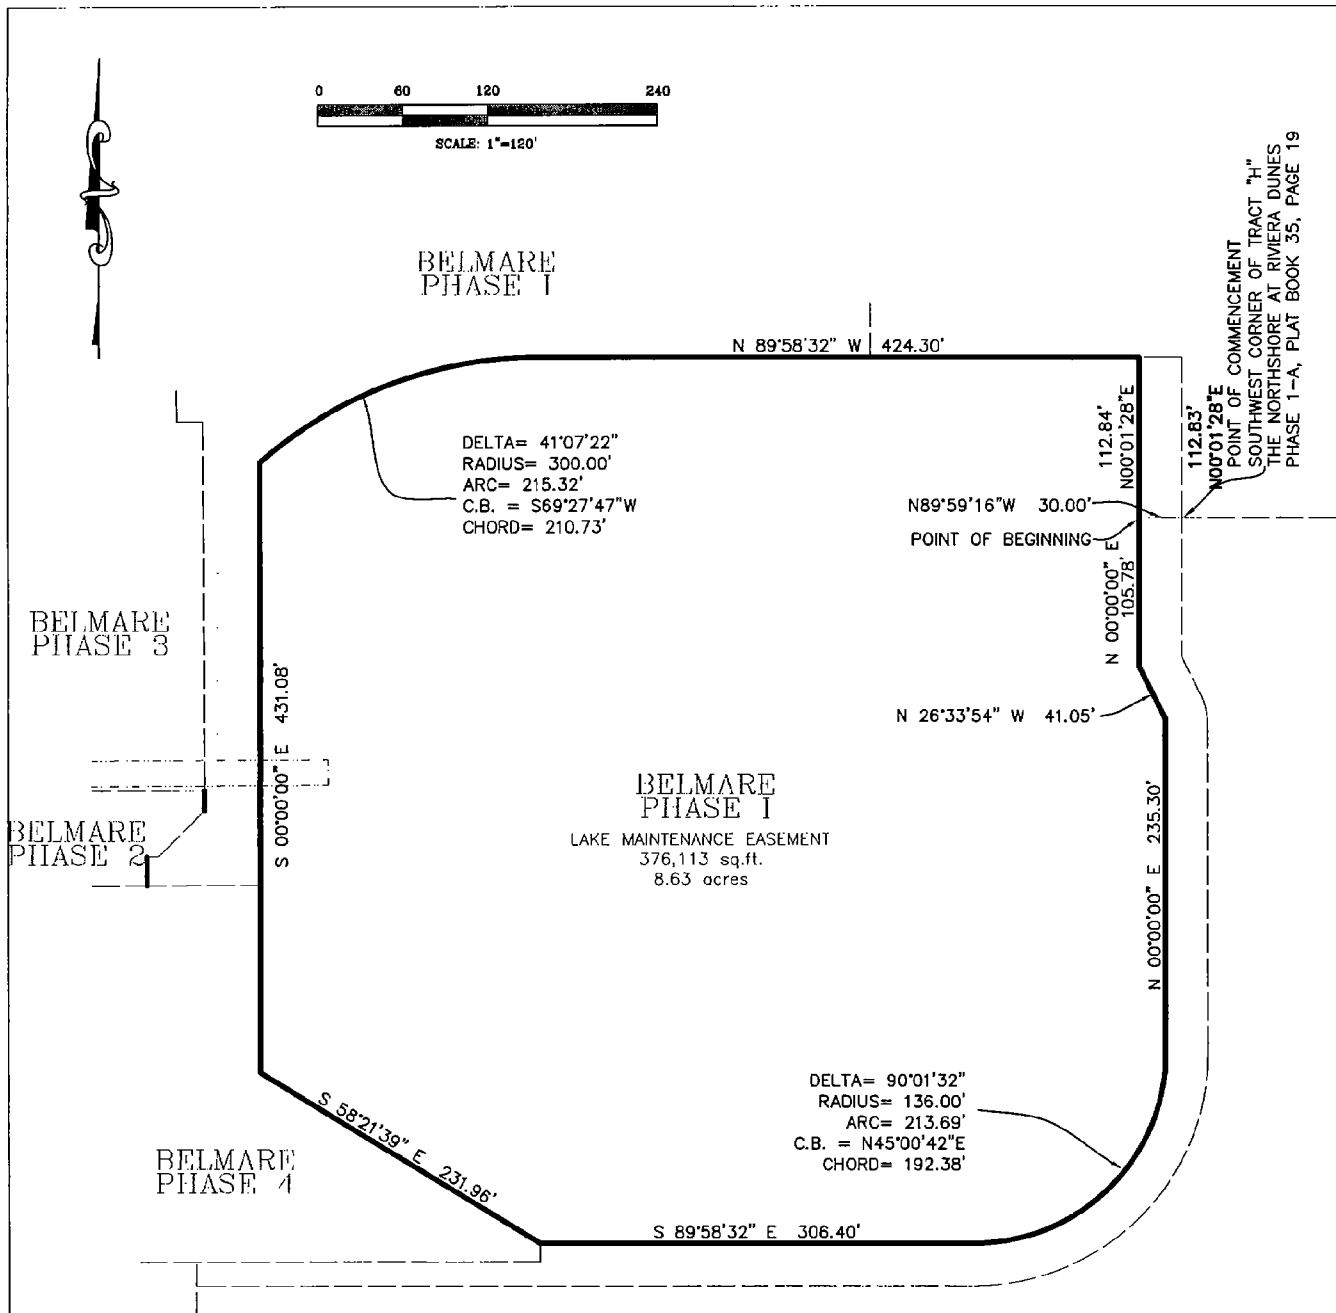 0 60 120 240
SCALE: 1"=120'
BELMARE
PHASE I
N 89°58'32" W 424.30'
POINT OF COMMENCEMENT
SOUTHWEST CORNER OF TRACT "H"
THE NORTHSHORE AT RIVIERA DUNES
PHASE 1-A, PLAT BOOK 35, PAGE 19
112.83'
N00°01'28"E
112.84'
N00°01'28"E
DELTA= 41°07'22"
RADIUS= 300.00'
ARC= 215.32'
C.B. = S69°27'47"W
CHORD= 210.73'
N89°59'16"W 30.00'
POINT OF BEGINNING
N 00°00'00" E
105.78'
BELMARE
PHASE 3
S 00°00'00" E 431.08'
N 26°33'54" W 41.05'
BELMARE
PHASE I
LAKE MAINTENANCE EASEMENT
376,113 sq.ft.
8.63 acres
BELMARE
PHASE 2
N 00°00'00" E 235.30'
DELTA= 90°01'32"
RADIUS= 136.00'
ARC= 213.69'
C.B. = N45°00'42"E
CHORD= 192.38'
S 58°21'39" E 231.96'
BELMARE
PHASE 4
S 89°58'32" E 306.40'